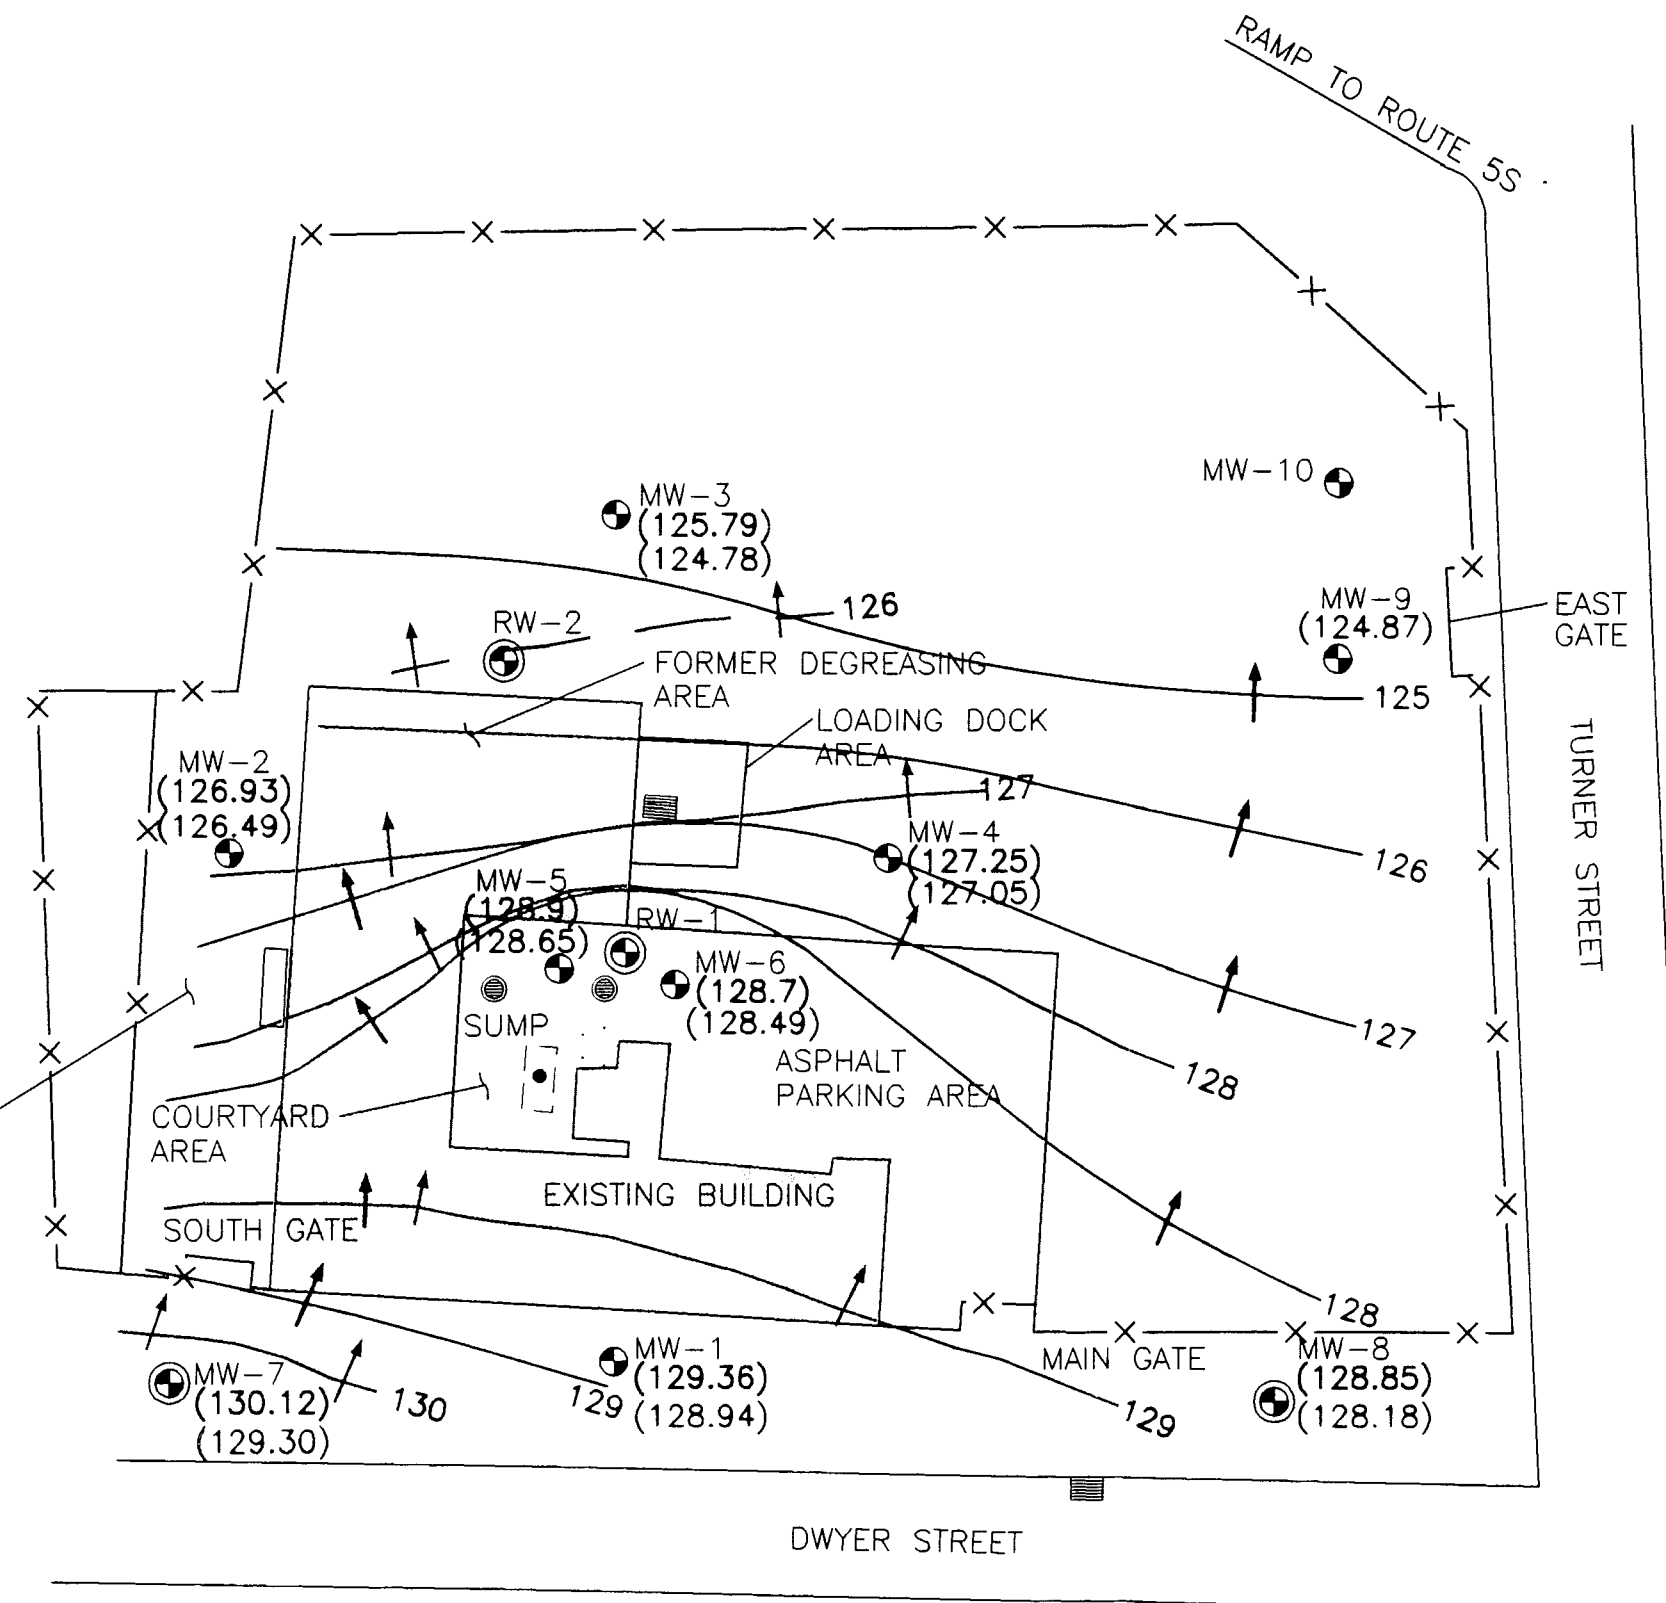 RAMP TO ROUTE 5S
MW-10
MW-3
(125.79)
(124.78)
MW-9
(124.87)
EAST
GATE
126
RW-2
FORMER DEGREASING
AREA
125
LOADING DOCK
AREA
TURNER STREET
MW-2
(126.93)
(126.49)
127
MW-4
(127.25)
(127.05)
126
MW-5
(128.9)
(128.65)
RW-1
MW-6
(128.7)
(128.49)
SUMP
127
ASPHALT
PARKING AREA
128
COURTYARD
AREA
EXISTING BUILDING
SOUTH GATE
128
MW-1
(129.36)
(128.94)
MAIN GATE
MW-8
(128.85)
(128.18)
MW-7
(130.12)
(129.30)
130
129
129
DWYER STREET